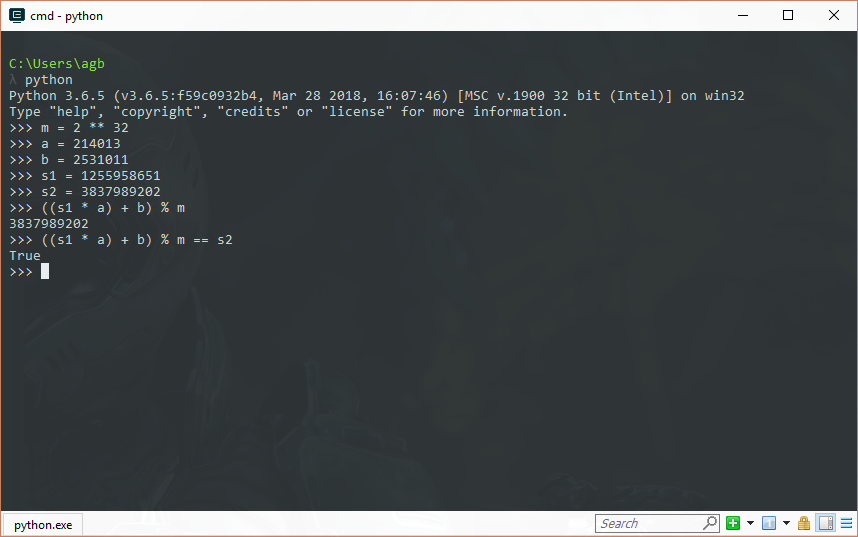 cmd - python
C:\Users\agb
λ python
Python 3.6.5 (v3.6.5:f59c0932b4, Mar 28 2018, 16:07:46) [MSC v.1900 32 bit (Intel)] on win32
Type "help", "copyright", "credits" or "license" for more information.
>>> m = 2 ** 32
>>> a = 214013
>>> b = 2531011
>>> s1 = 1255958651
>>> s2 = 3837989202
>>> ((s1 * a) + b) % m
3837989202
>>> ((s1 * a) + b) % m == s2
True
>>>
python.exe
Search